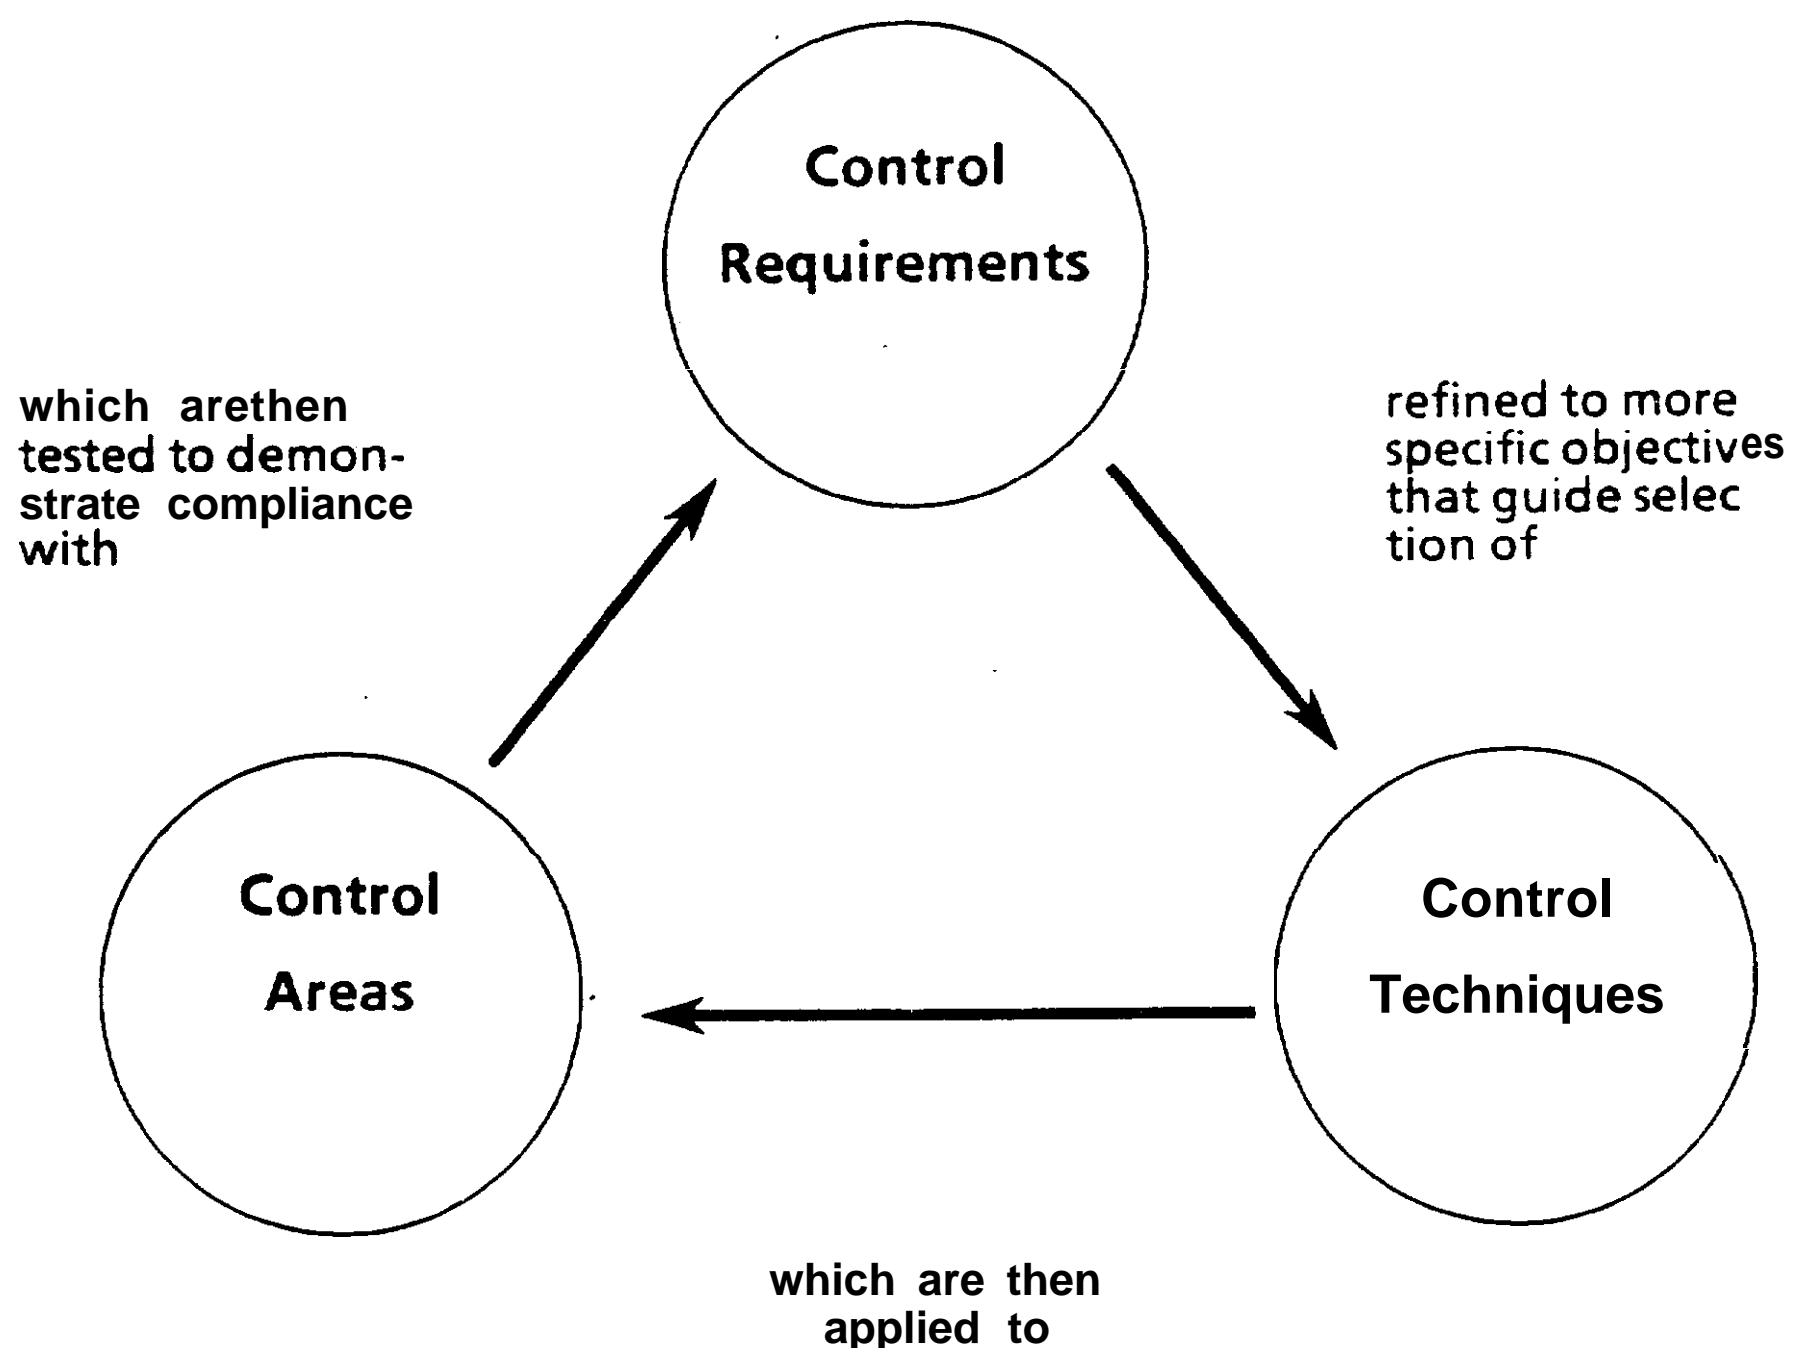 Control
Requirements
which arethen
tested to demon-
strate compliance
with
refined to more
specific objectives
that guide selec
tion of
Control
Areas
Control
Techniques
which are then
applied to